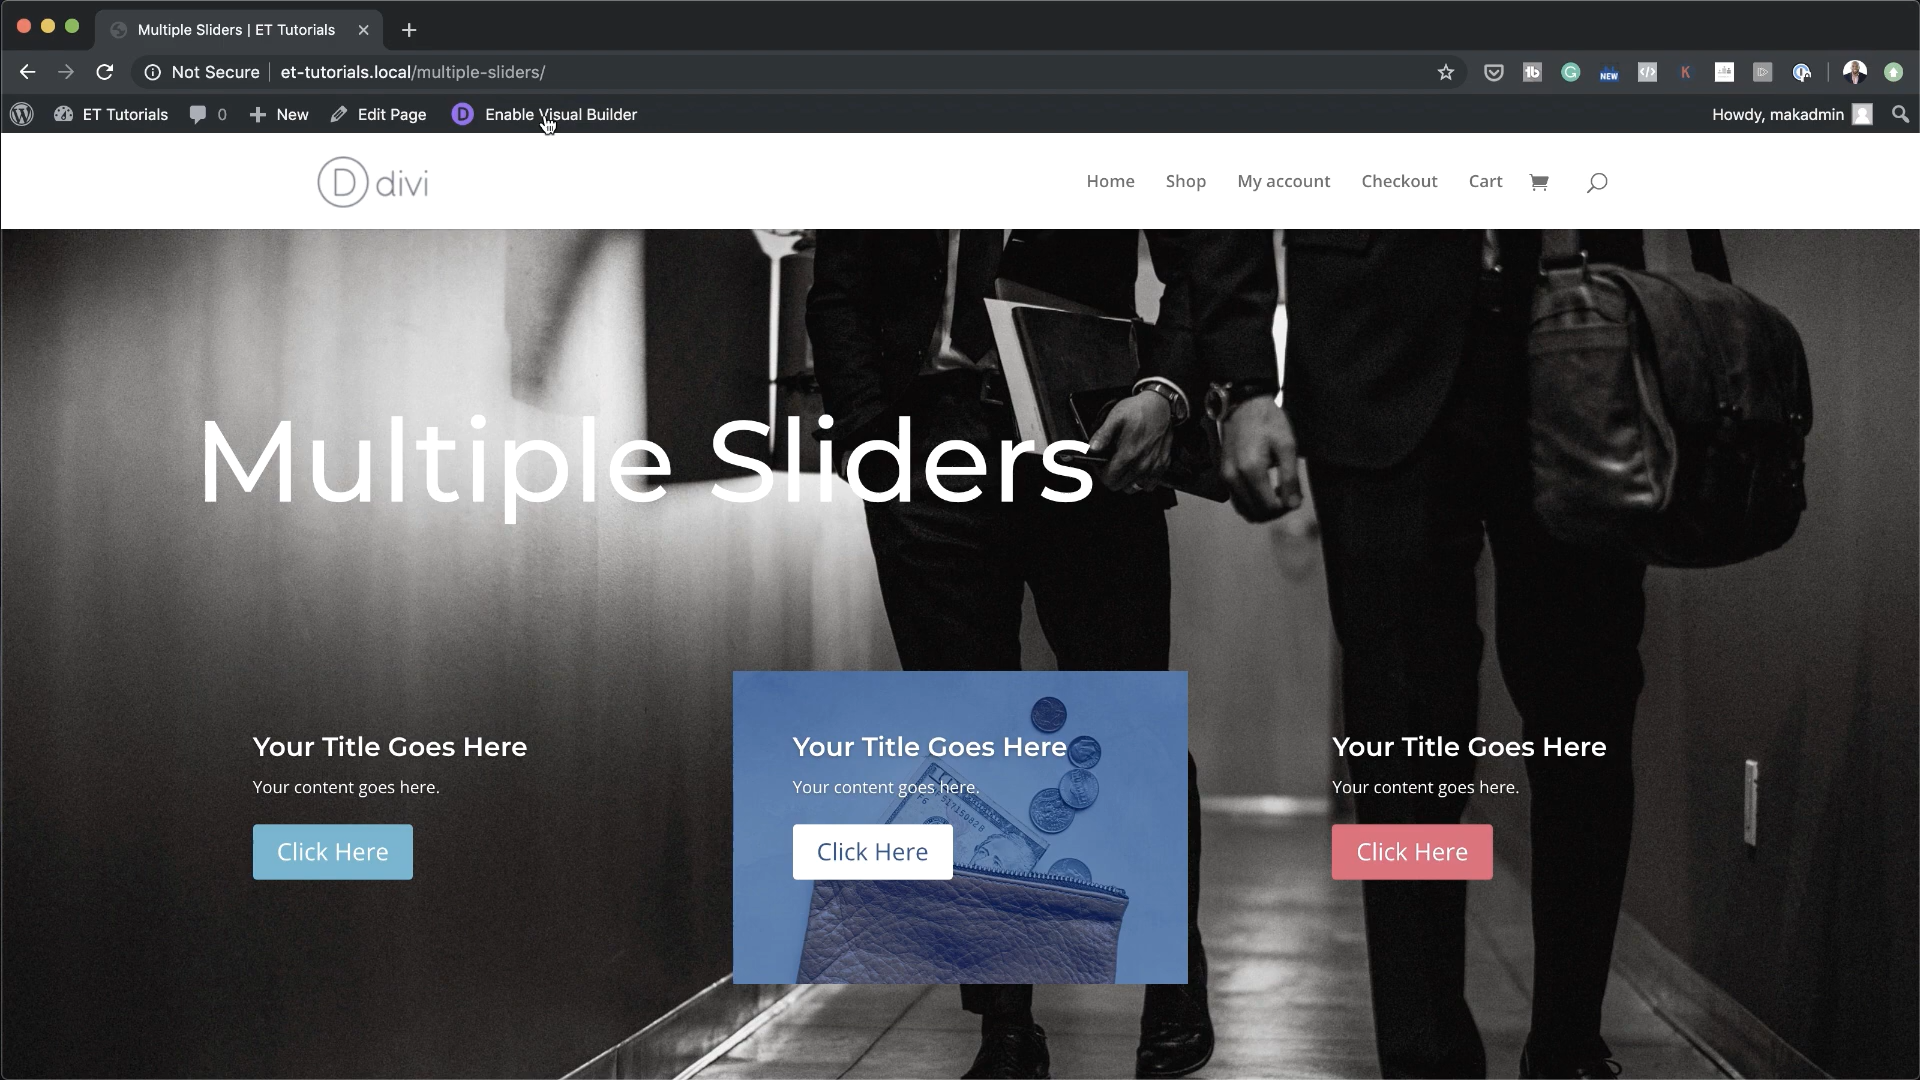 Multiple Sliders | ET Tutorials
Not Secure | et-tutorials.local/multiple-sliders/
ET Tutorials 0 New Edit Page D Enable Visual Builder Howdy, makadmin
D divi Home Shop My account Checkout Cart
Multiple Sliders
Your Title Goes Here
Your content goes here.
Click Here
Your Title Goes Here
Your content goes here.
Click Here
Your Title Goes Here
Your content goes here.
Click Here